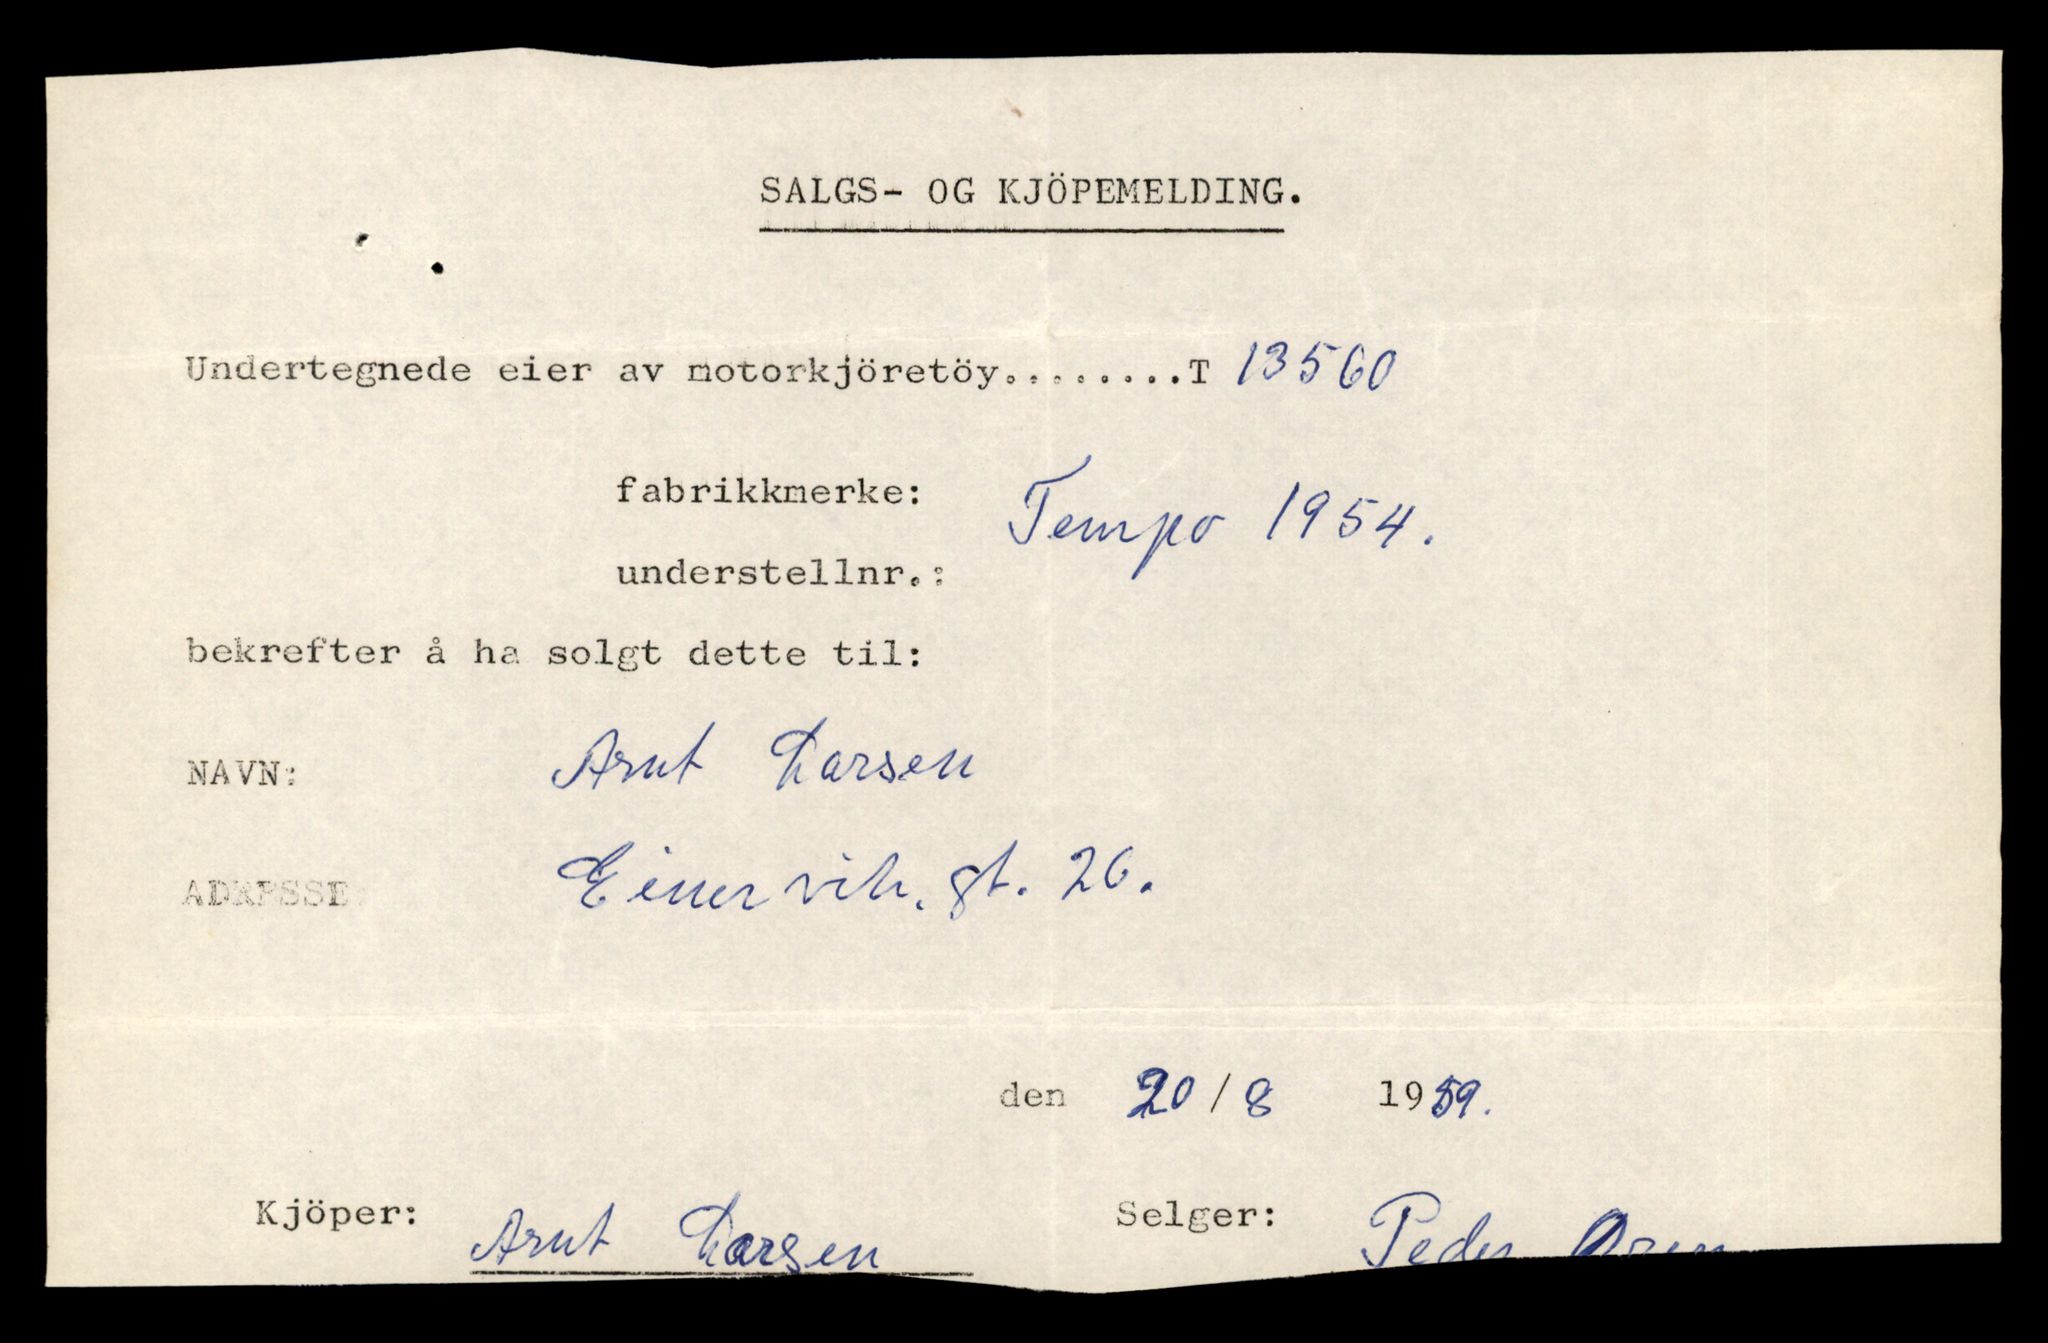 SALGS- OG KJÖPEMELDING.
Undertegnede eier av motorkjöretöy........T 13560
fabrikkmerke: Tempo 1954.
understellnr.:
bekrefter å ha solgt dette til:
NAVN: Arnt Larsen
ADRESSE: gt. 26.
den 20/8 1959.
Kjöper: Arnt Larsen Selger: Peder